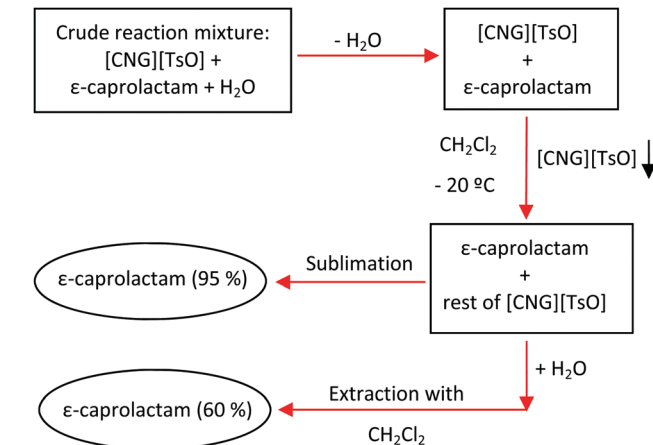 Crude reaction mixture:
[CNG][TsO] +
ε-caprolactam + H₂O
- H₂O
[CNG][TsO]
+
ε-caprolactam
CH₂Cl₂
- 20 ºC
[CNG][TsO]
ε-caprolactam
+
rest of [CNG][TsO]
Sublimation
ε-caprolactam (95 %)
+ H₂O
Extraction with
CH₂Cl₂
ε-caprolactam (60 %)